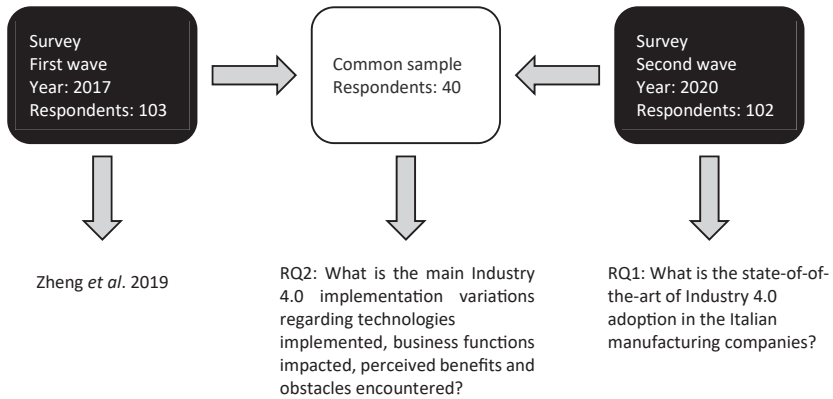 Survey
First wave
Year: 2017
Respondents: 103
Common sample
Respondents: 40
Survey
Second wave
Year: 2020
Respondents: 102
Zheng et al. 2019
RQ2: What is the main Industry
4.0 implementation variations
regarding technologies
implemented, business functions
impacted, perceived benefits and
obstacles encountered?
RQ1: What is the state-of-of-
the-art of Industry 4.0
adoption in the Italian
manufacturing companies?